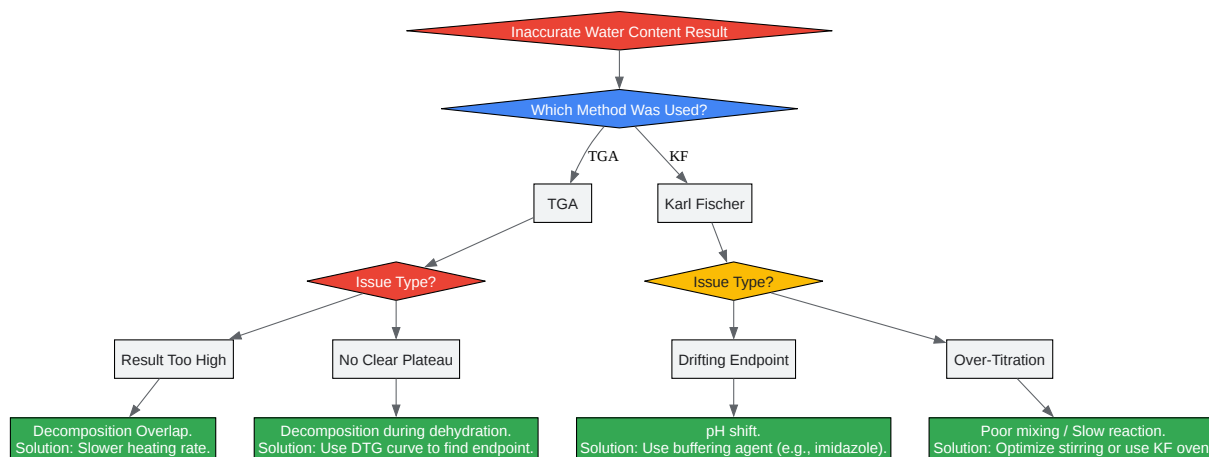 Inaccurate Water Content Result
Which Method Was Used?
TGA
KF
TGA
Karl Fischer
Issue Type?
Issue Type?
Result Too High
No Clear Plateau
Drifting Endpoint
Over-Titration
Decomposition Overlap.
Solution: Slower heating rate.
Decomposition during dehydration.
Solution: Use DTG curve to find endpoint.
pH shift.
Solution: Use buffering agent (e.g., imidazole).
Poor mixing / Slow reaction.
Solution: Optimize stirring or use KF oven